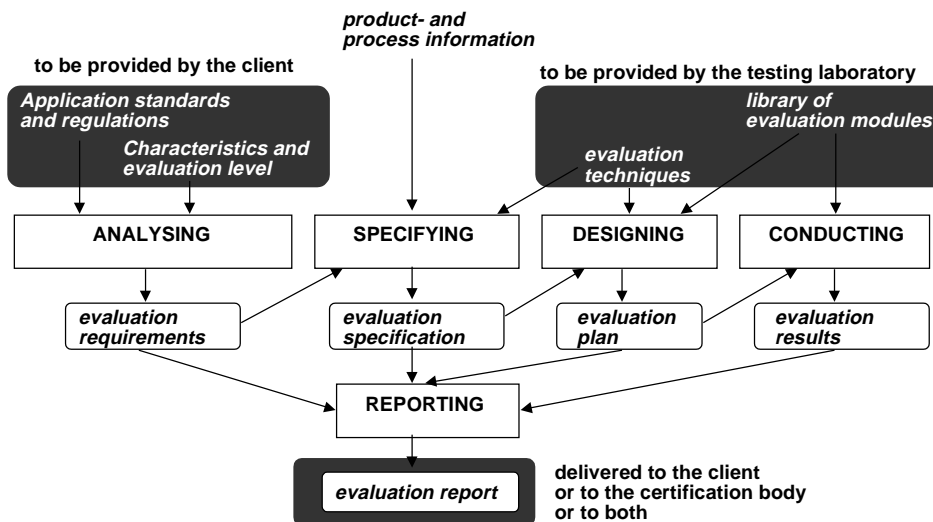 product- and
process information
to be provided by the client
to be provided by the testing laboratory
Application standards
and regulations
Characteristics and
evaluation level
library of
evaluation modules
evaluation
techniques
ANALYSING
SPECIFYING
DESIGNING
CONDUCTING
evaluation
requirements
evaluation
specification
evaluation
plan
evaluation
results
REPORTING
evaluation report
delivered to the client
or to the certification body
or to both